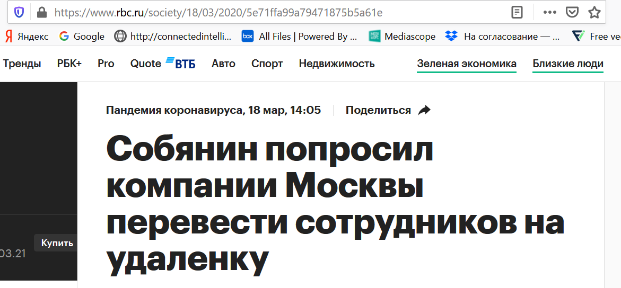 https://www.rbc.ru/society/18/03/2020/5e71ffa99a79471875b5a61e
Яндекс Google http://connectedintelli... All Files | Powered By ... Mediascope На согласование — ... Free vec
Тренды РБК+ Pro Quote ВТБ Авто Спорт Недвижимость Зеленая экономика Близкие люди
Пандемия коронавируса, 18 мар, 14:05 Поделиться
Собянин попросил
компании Москвы
перевести сотрудников на
удаленку
Купить
03.21